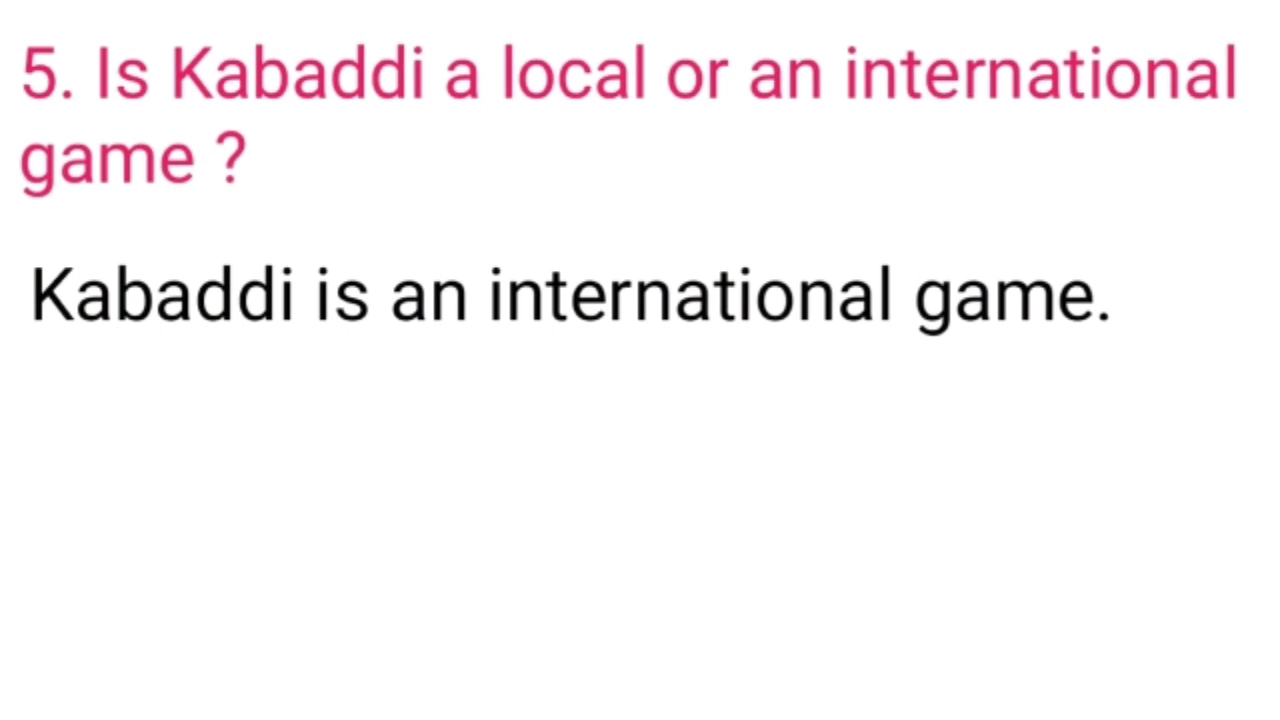 5. Is Kabaddi a local or an international
game ?
Kabaddi is an international game.